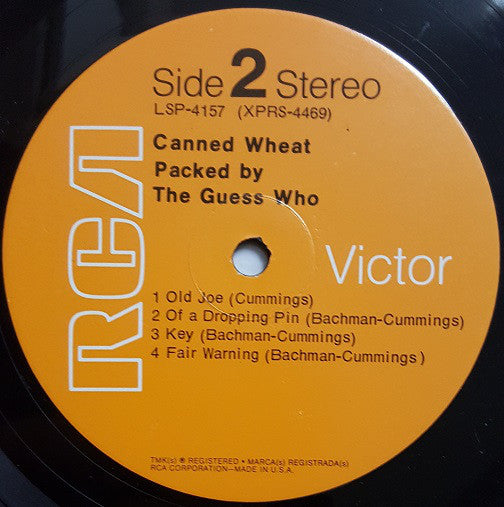 Side 2 Stereo
LSP-4157 (XPRS-4469)
Canned Wheat
Packed by
The Guess Who
RCA
Victor
1 Old Joe (Cummings)
2 Of a Dropping Pin (Bachman-Cummings)
3 Key (Bachman-Cummings)
4 Fair Warning (Bachman-Cummings)
TMK(s) ® REGISTERED • MARCA(s) REGISTRADA(s)
RCA CORPORATION—MADE IN U.S.A.